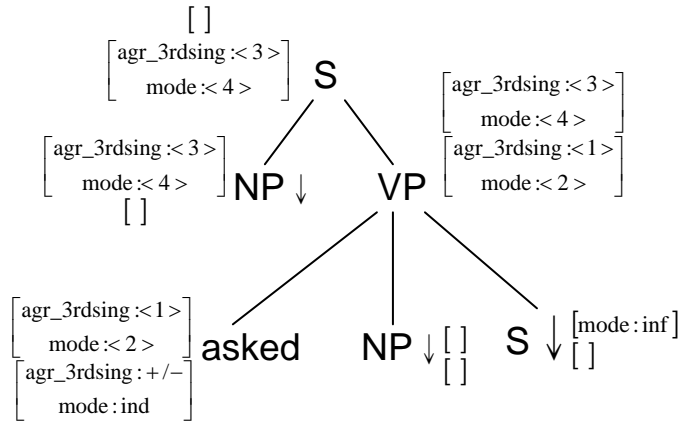 [ ]
[agr_3rdsing:<3>
mode:<4>]
S
[agr_3rdsing:<3>
mode:<4>]
[agr_3rdsing:<1>
mode:<2>]
[agr_3rdsing:<3>
mode:<4>]
[ ]
NP ↓
VP
[agr_3rdsing:<1>
mode:<2>]
[agr_3rdsing:+/−
mode:ind]
asked
NP ↓ [ ]
[ ]
S ↓ [mode:inf]
[ ]